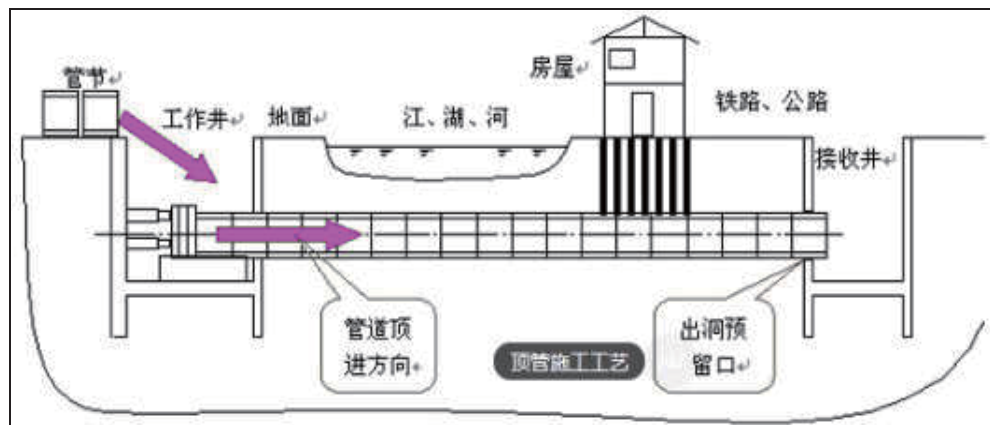 房屋
管节
铁路、公路
工作井
地面
江、湖、河
接收井
管道顶
进方向
出洞预
留口
顶管施工工艺